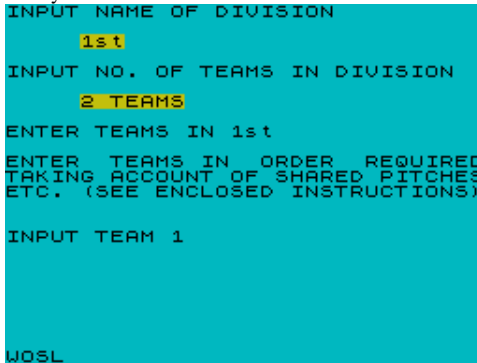 INPUT NAME OF DIVISION
1st
INPUT NO. OF TEAMS IN DIVISION
2 TEAMS
ENTER TEAMS IN 1st
ENTER TEAMS IN ORDER REQUIRED
TAKING ACCOUNT OF SHARED PITCHES
ETC. (SEE ENCLOSED INSTRUCTIONS)
INPUT TEAM 1
WOSL